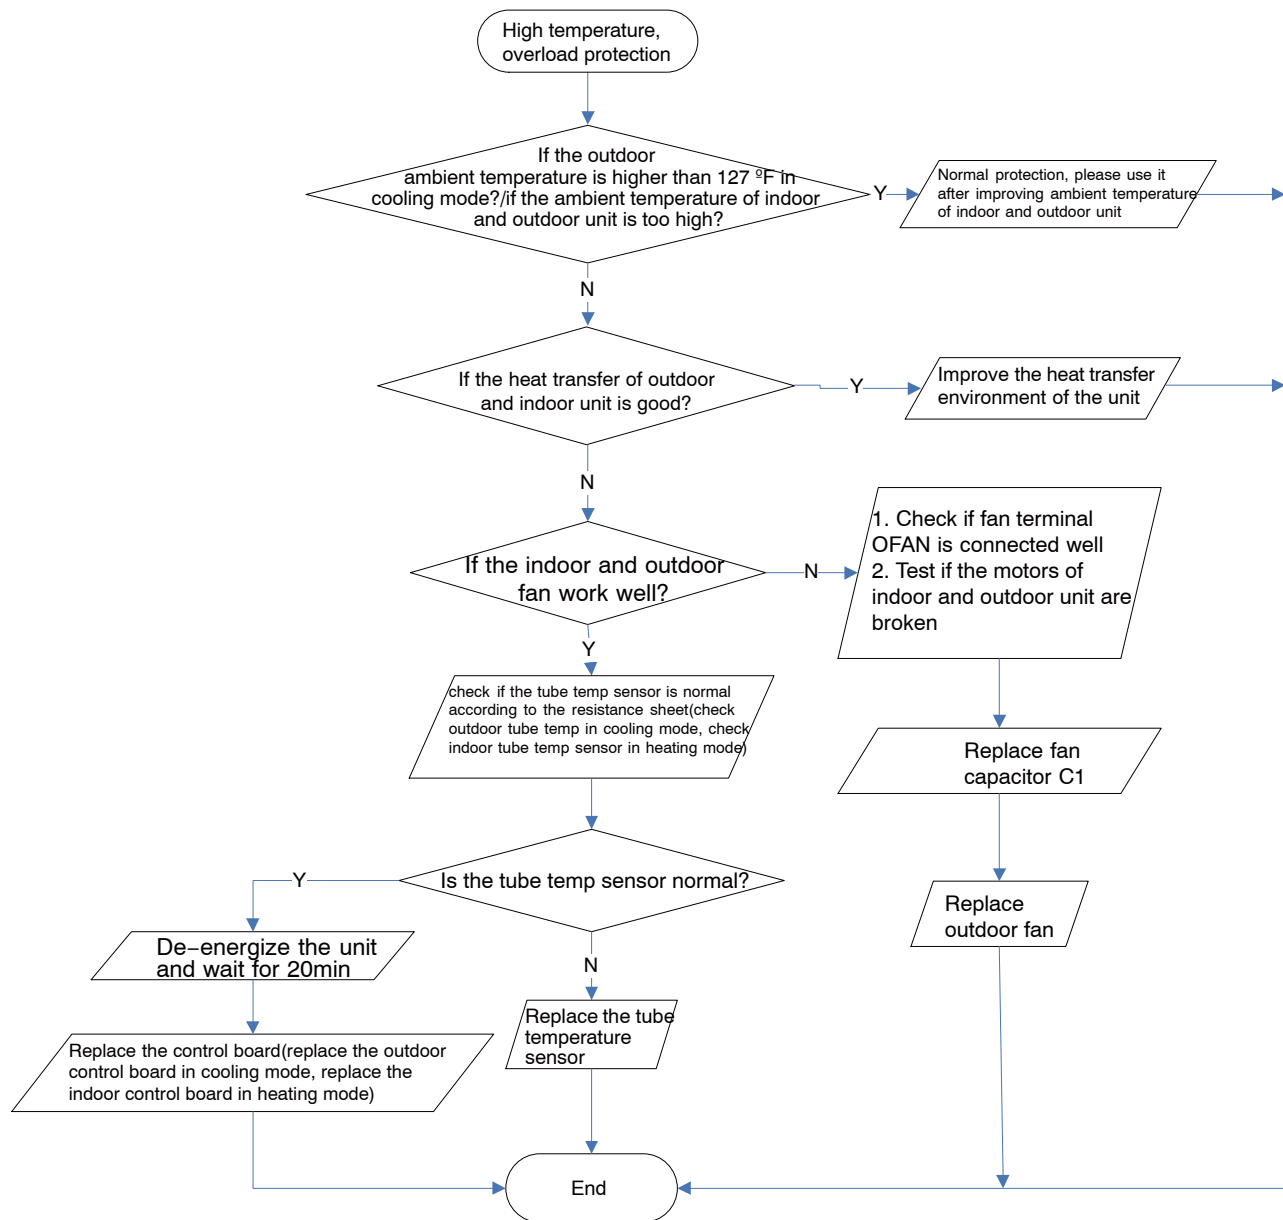 High temperature,
overload protection
If the outdoor
ambient temperature is higher than 127 ºF in
cooling mode?/if the ambient temperature of indoor
and outdoor unit is too high?
Y
Normal protection, please use it
after improving ambient temperature
of indoor and outdoor unit
N
If the heat transfer of outdoor
and indoor unit is good?
Y
Improve the heat transfer
environment of the unit
N
If the indoor and outdoor
fan work well?
N
1. Check if fan terminal
OFAN is connected well
2. Test if the motors of
indoor and outdoor unit are
broken
Y
check if the tube temp sensor is normal
according to the resistance sheet(check
outdoor tube temp in cooling mode, check
indoor tube temp sensor in heating mode)
Replace fan
capacitor C1
Is the tube temp sensor normal?
Y
Replace
outdoor fan
De−energize the unit
and wait for 20min
N
Replace the tube
temperature
sensor
Replace the control board(replace the outdoor
control board in cooling mode, replace the
indoor control board in heating mode)
End